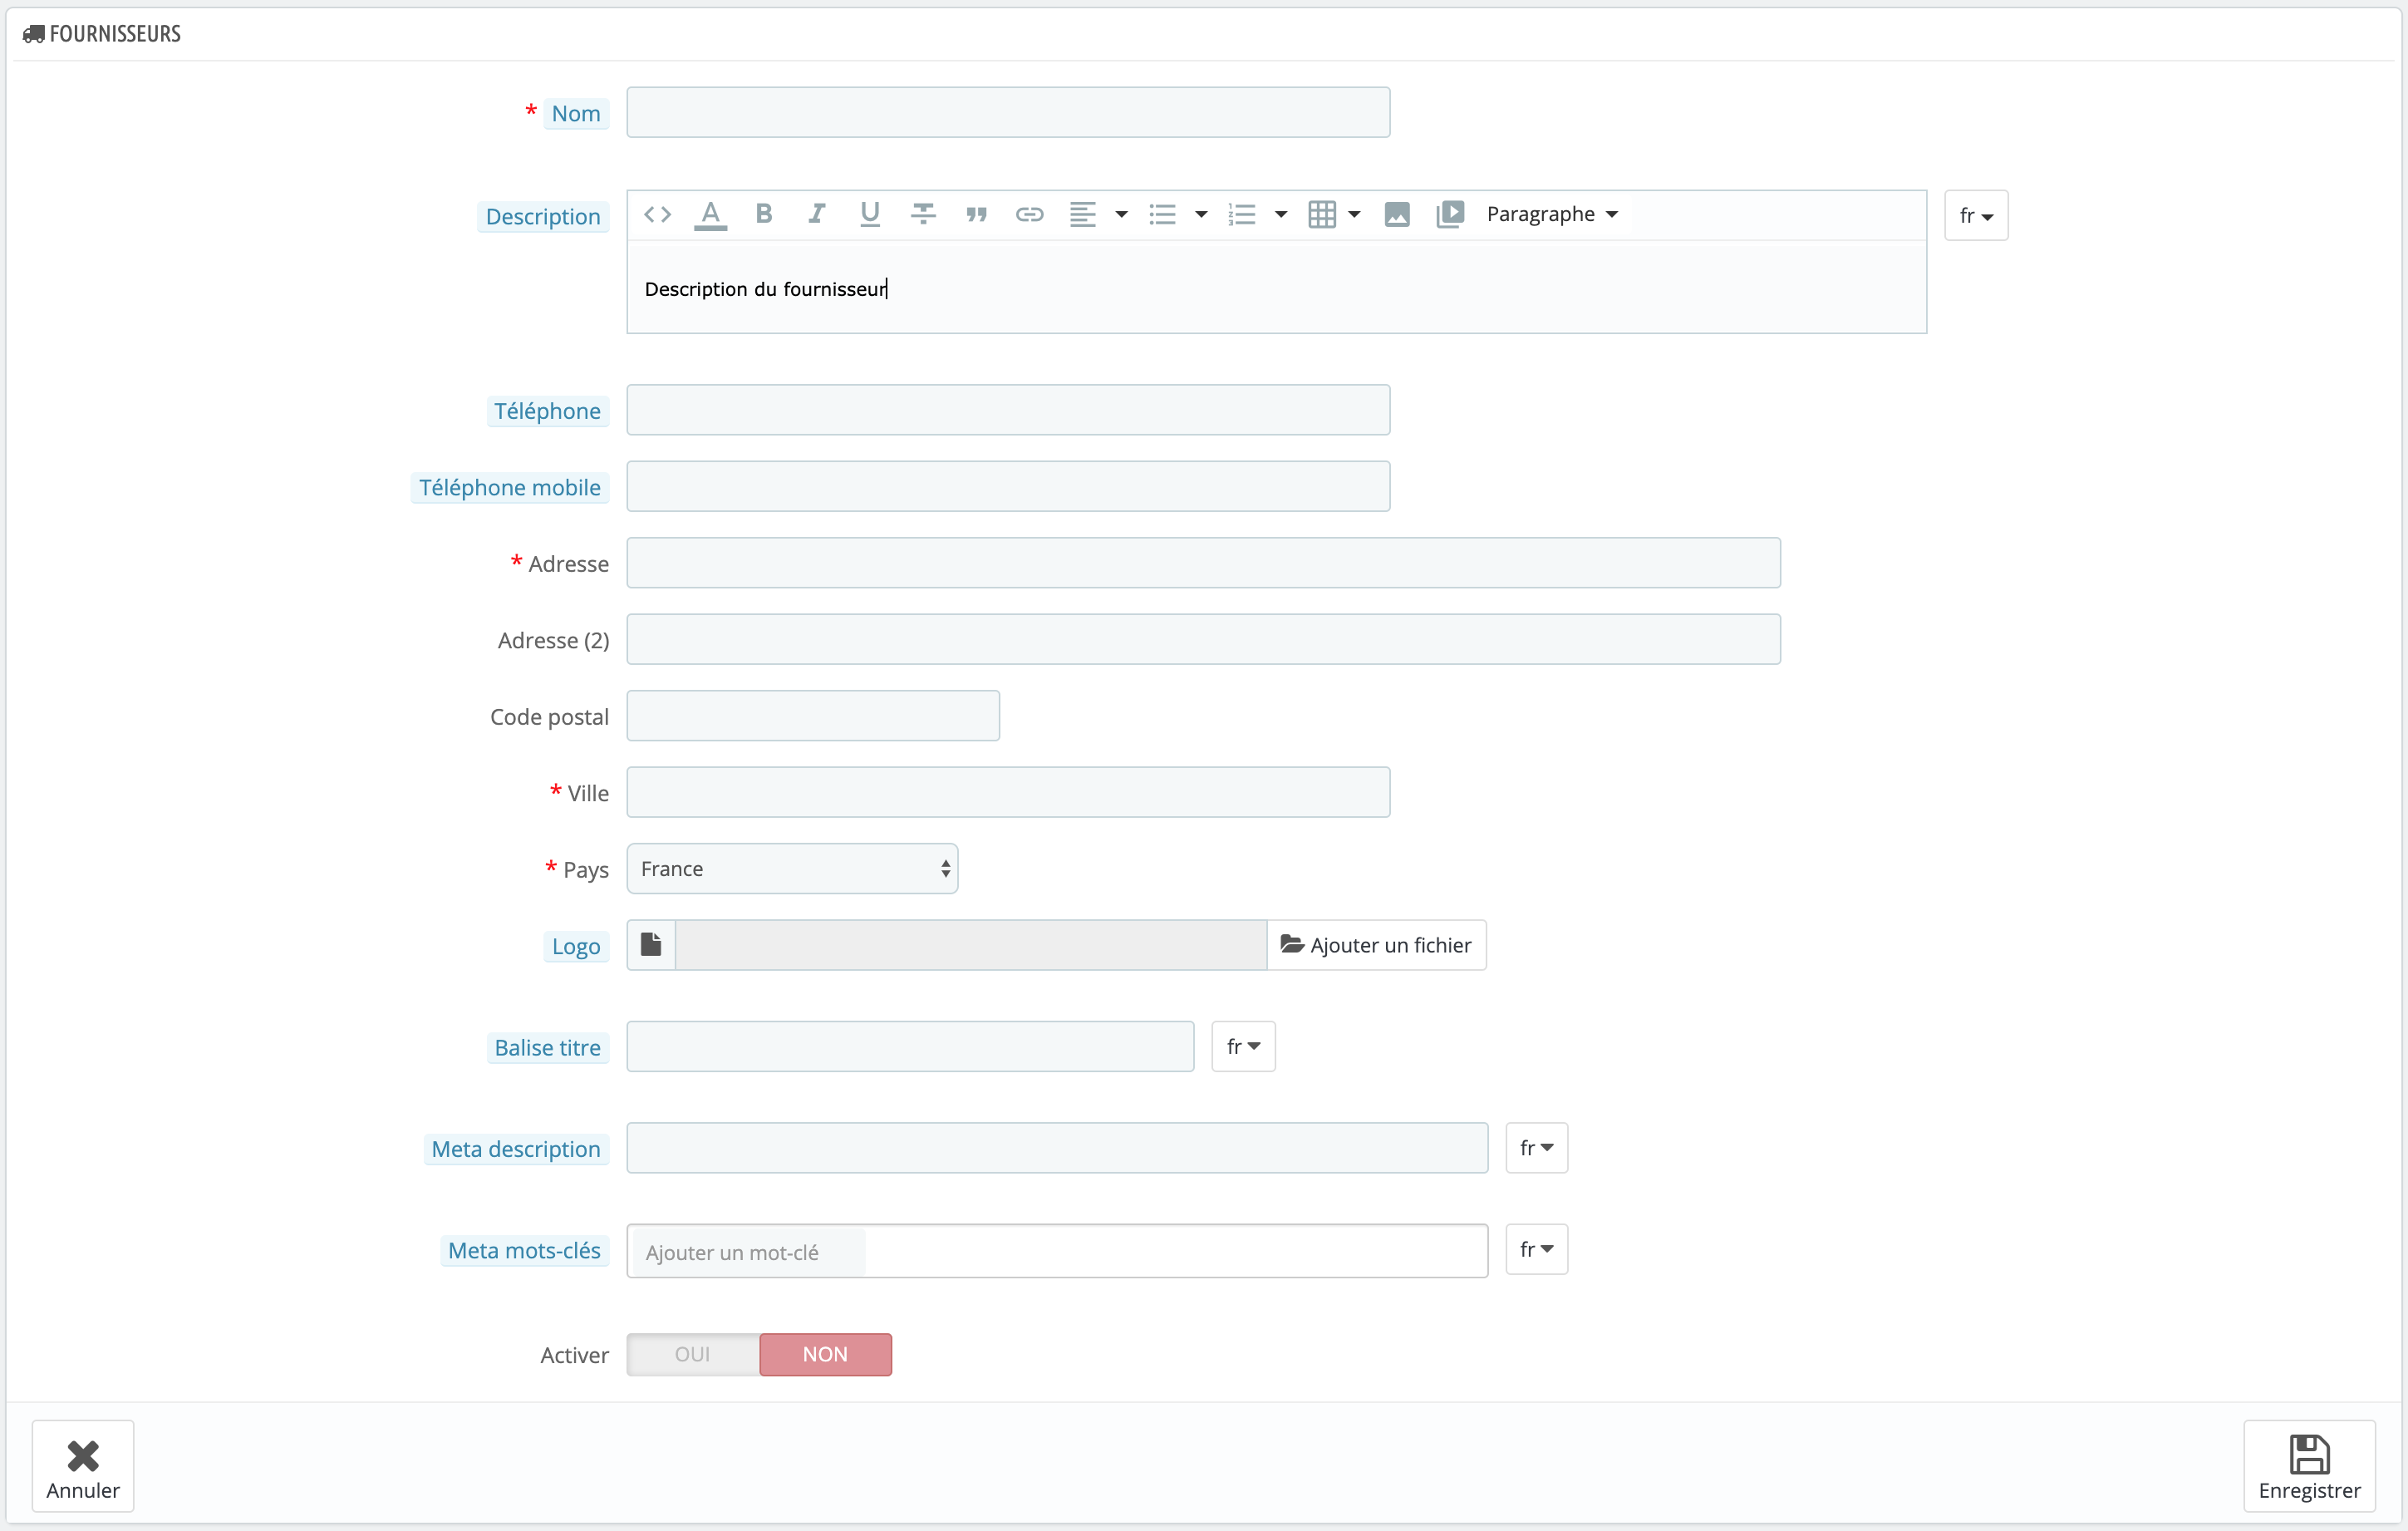 FOURNISSEURS
* Nom
Description
Paragraphe
fr
Description du fournisseur
Téléphone
Téléphone mobile
* Adresse
Adresse (2)
Code postal
* Ville
* Pays
France
Logo
Ajouter un fichier
Balise titre
fr
Meta description
fr
Meta mots-clés
Ajouter un mot-clé
fr
Activer
OUI
NON
Annuler
Enregistrer